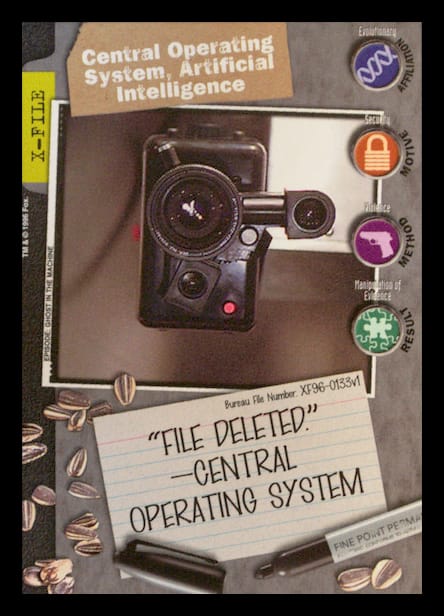 Central Operating
System, Artificial
Intelligence
X-FILE
TM & © 1996 Fox.
EPISODE: GHOST IN THE MACHINE
Evolutionary
AFFILIATION
Security
MOTIVE
Violence
METHOD
Manipulation of
Evidence
RESULT
Bureau File Number: XF96-0133v1
"FILE DELETED."
—CENTRAL
OPERATING SYSTEM
FINE POINT PERMA